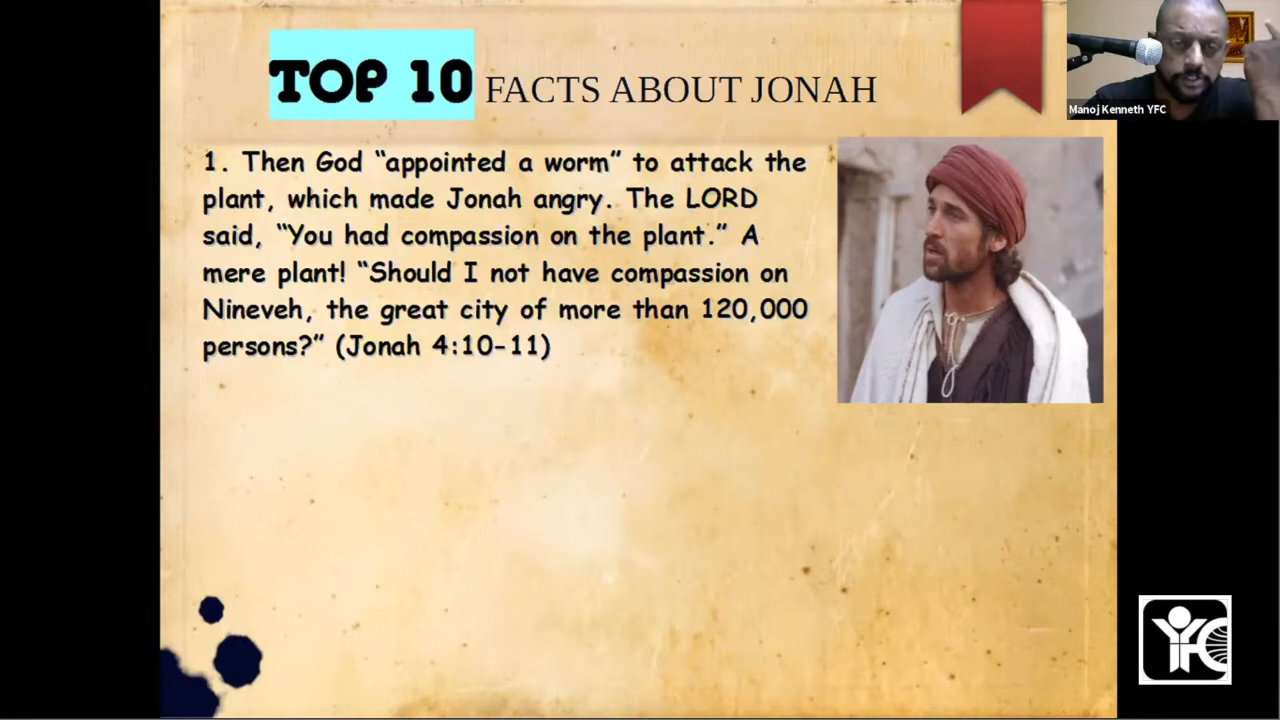 TOP 10 FACTS ABOUT JONAH
Manoj Kenneth YFC
1. Then God “appointed a worm” to attack the
plant, which made Jonah angry. The LORD
said, “You had compassion on the plant.” A
mere plant! “Should I not have compassion on
Nineveh, the great city of more than 120,000
persons?” (Jonah 4:10-11)
YFC